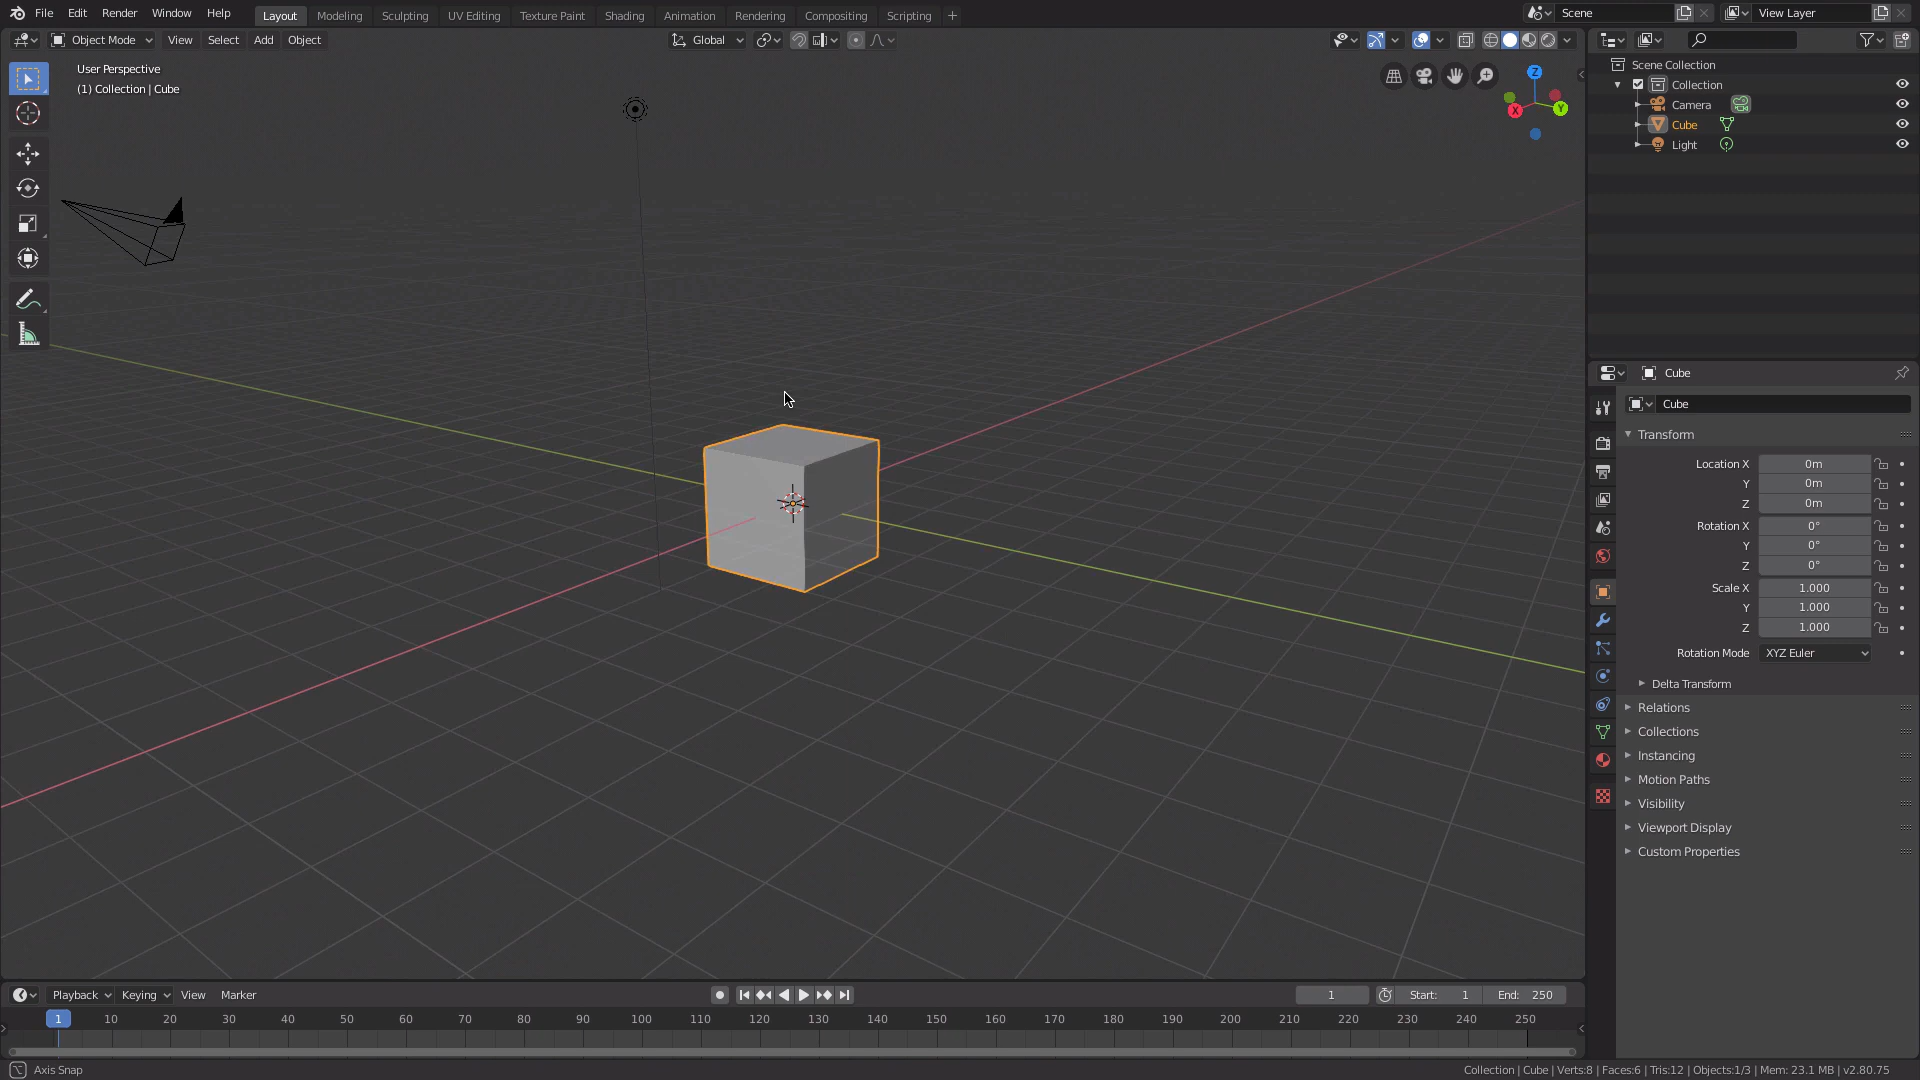 File Edit Render Window Help Layout Modeling Sculpting UV Editing Texture Paint Shading Animation Rendering Compositing Scripting + Scene View Layer
Object Mode View Select Add Object Global
User Perspective
(1) Collection | Cube
Z
X
Y
Scene Collection
Collection
Camera
Cube
Light
Cube
Cube
Transform
Location X 0m
Y 0m
Z 0m
Rotation X 0°
Y 0°
Z 0°
Scale X 1.000
Y 1.000
Z 1.000
Rotation Mode XYZ Euler
Delta Transform
Relations
Collections
Instancing
Motion Paths
Visibility
Viewport Display
Custom Properties
Playback Keying View Marker 1 Start: 1 End: 250
1 10 20 30 40 50 60 70 80 90 100 110 120 130 140 150 160 170 180 190 200 210 220 230 240 250
Axis Snap Collection | Cube | Verts:8 | Faces:6 | Tris:12 | Objects:1/3 | Mem: 23.1 MB | v2.80.75